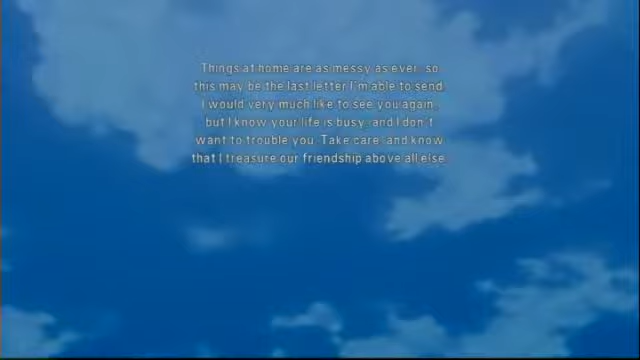 Things at home are as messy as ever, so
this may be the last letter I'm able to send.
I would very much like to see you again,
but I know your life is busy, and I don't
want to trouble you. Take care, and know
that I treasure our friendship above all else.